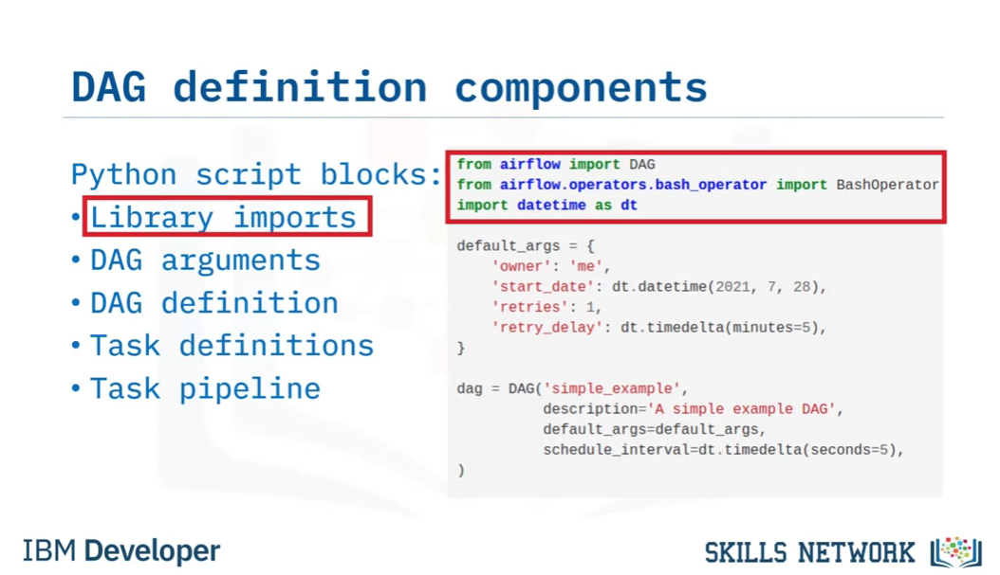 DAG definition components
Python script blocks:
• Library imports
• DAG arguments
• DAG definition
• Task definitions
• Task pipeline
from airflow import DAG
from airflow.operators.bash_operator import BashOperator
import datetime as dt
default_args = {
    'owner': 'me',
    'start_date': dt.datetime(2021, 7, 28),
    'retries': 1,
    'retry_delay': dt.timedelta(minutes=5),
}
dag = DAG('simple_example',
          description='A simple example DAG',
          default_args=default_args,
          schedule_interval=dt.timedelta(seconds=5),
)
IBM Developer
SKILLS NETWORK